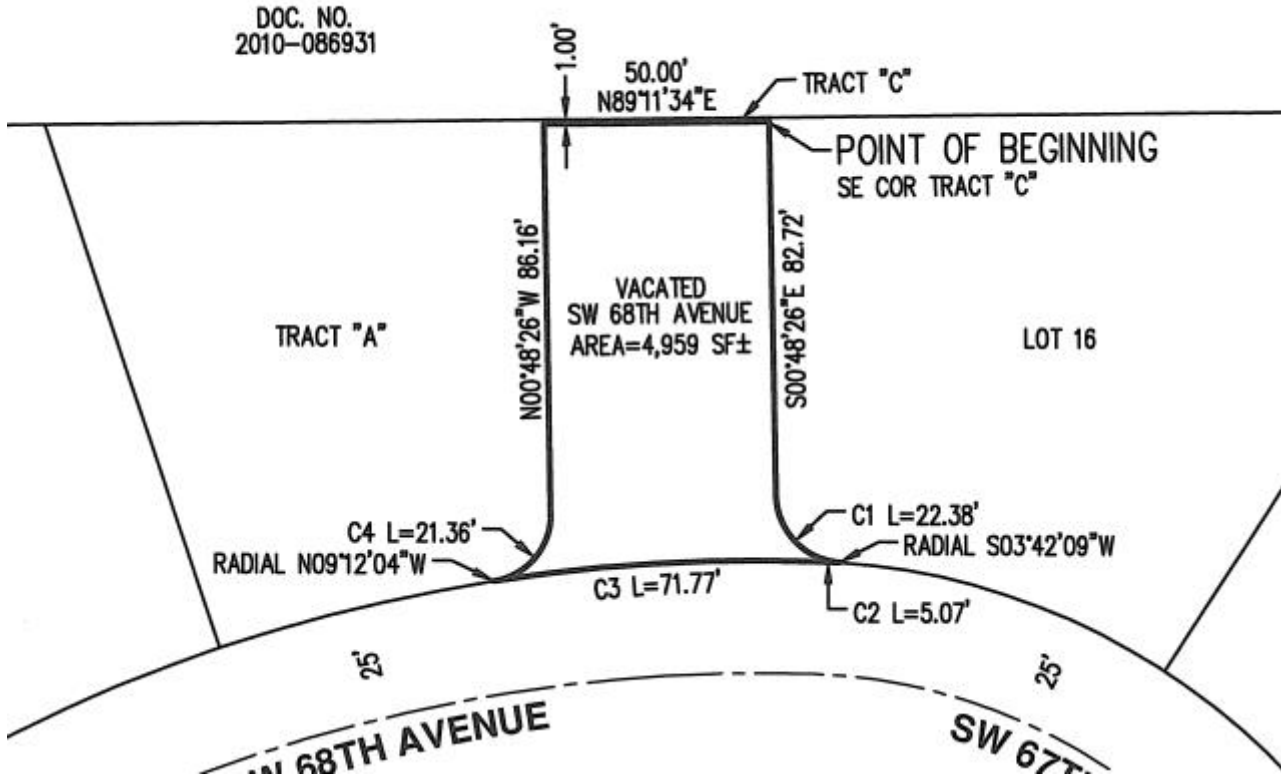 DOC. NO.
2010-086931
1.00'
50.00'
N89°11'34"E
TRACT "C"
POINT OF BEGINNING
SE COR TRACT "C"
N00°48'26"W 86.16'
S00°48'26"E 82.72'
VACATED
SW 68TH AVENUE
AREA=4,959 SF±
TRACT "A"
LOT 16
C4 L=21.36'
C1 L=22.38'
RADIAL N09°12'04"W
RADIAL S03°42'09"W
C3 L=71.77'
C2 L=5.07'
25'
25'
W 68TH AVENUE
SW 67T